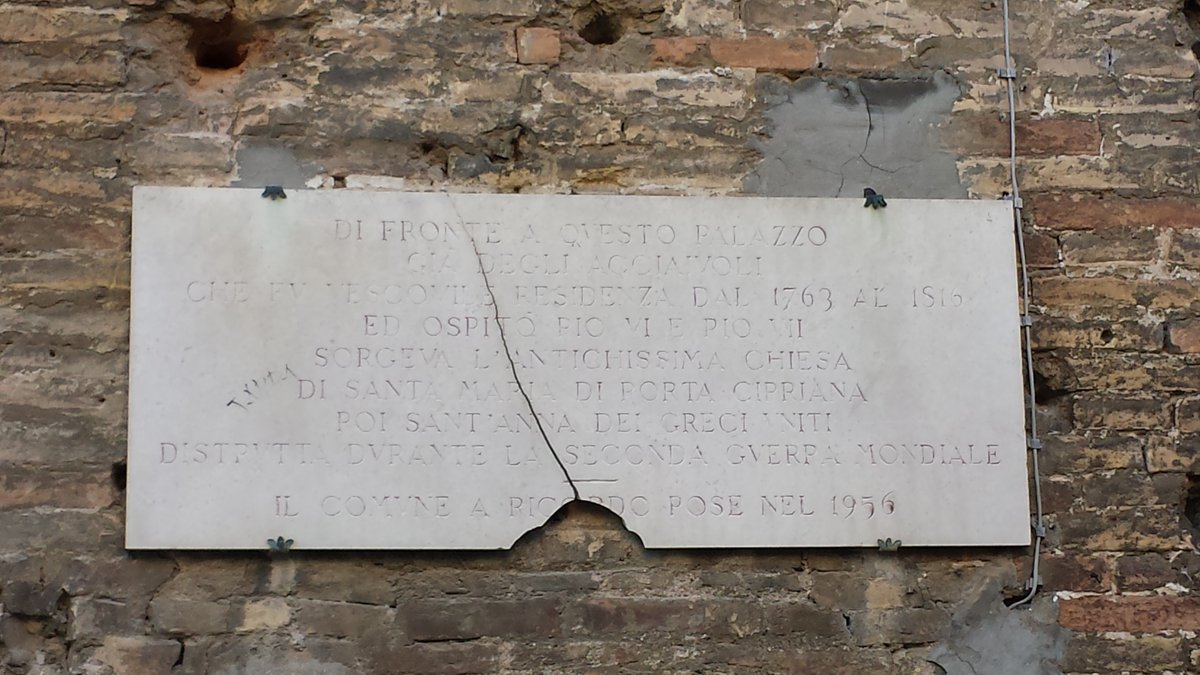 DI FRONTE A QVESTO PALAZZO
GIÀ DEGLI ACCIAIVOLI
CHE FV VESCOVILE RESIDENZA DAL 1763 AL 1816
ED OSPITÒ PIO VI E PIO VII
SORGEVA L'ANTICHISSIMA CHIESA
DI SANTA MARIA DI PORTA CIPRIANA
POI SANT'ANNA DEI GRECI VNITI
DISTRVTTA DVRANTE LA SECONDA GVERRA MONDIALE
IL COMVNE A RICORDO POSE NEL 1956